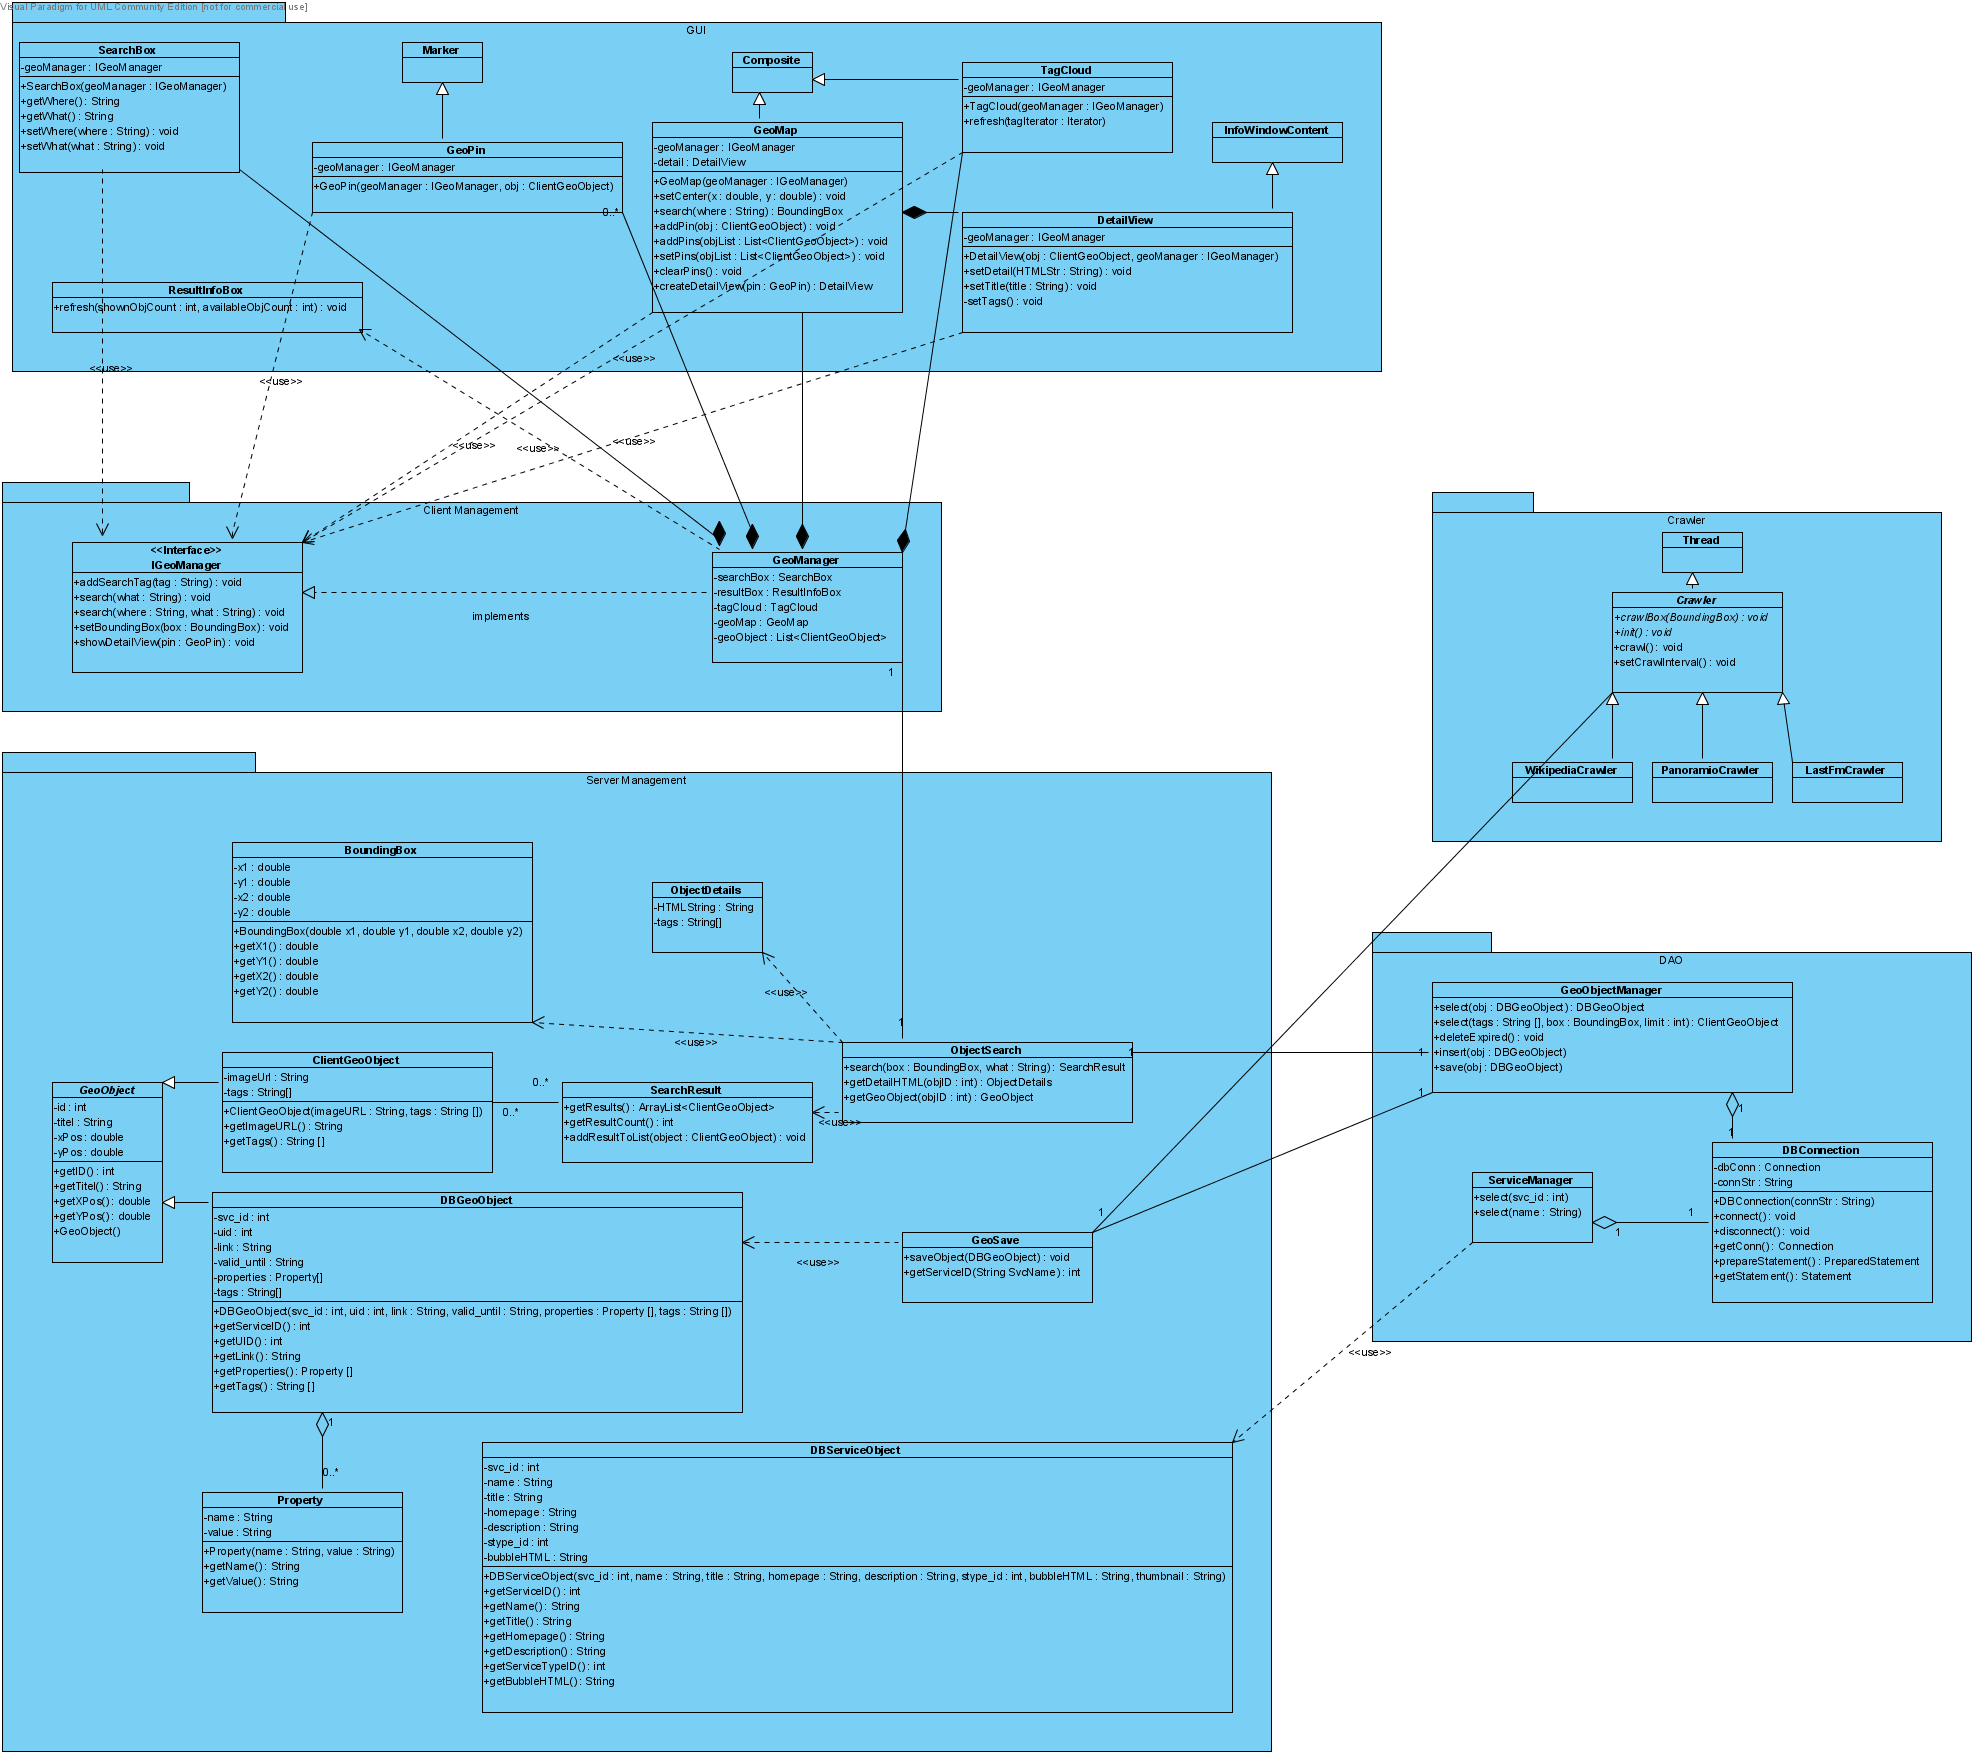 Visual Paradigm for UML Community Edition [not for commercial use]
GUI
SearchBox
-geoManager : IGeoManager
+SearchBox(geoManager : IGeoManager)
+getWhere() : String
+getWhat() : String
+setWhere(where : String) : void
+setWhat(what : String) : void
Marker
GeoPin
-geoManager : IGeoManager
+GeoPin(geoManager : IGeoManager, obj : ClientGeoObject)
0..*
Composite
GeoMap
-geoManager : IGeoManager
-detail : DetailView
+GeoMap(geoManager : IGeoManager)
+setCenter(x : double, y : double) : void
+search(where : String) : BoundingBox
+addPin(obj : ClientGeoObject) : void
+addPins(objList : List<ClientGeoObject>) : void
+setPins(objList : List<ClientGeoObject>) : void
+clearPins() : void
+createDetailView(pin : GeoPin) : DetailView
TagCloud
-geoManager : IGeoManager
+TagCloud(geoManager : IGeoManager)
+refresh(tagIterator : Iterator)
InfoWindowContent
DetailView
-geoManager : IGeoManager
+DetailView(obj : ClientGeoObject, geoManager : IGeoManager)
+setDetail(HTMLStr : String) : void
+setTitle(title : String) : void
-setTags() : void
ResultInfoBox
+refresh(shownObjCount : int, availableObjCount : int) : void
<<use>>
<<use>>
<<use>>
<<use>>
<<use>>
<<use>>
Client Management
<<Interface>>
IGeoManager
+addSearchTag(tag : String) : void
+search(what : String) : void
+search(where : String, what : String) : void
+setBoundingBox(box : BoundingBox) : void
+showDetailView(pin : GeoPin) : void
implements
GeoManager
-searchBox : SearchBox
-resultBox : ResultInfoBox
-tagCloud : TagCloud
-geoMap : GeoMap
-geoObject : List<ClientGeoObject>
1
Crawler
Thread
Crawler
+crawlBox(BoundingBox) : void
+init() : void
+crawl() : void
+setCrawlInterval() : void
WikipediaCrawler
PanoramioCrawler
LastFmCrawler
Server Management
BoundingBox
-x1 : double
-y1 : double
-x2 : double
-y2 : double
+BoundingBox(double x1, double y1, double x2, double y2)
+getX1() : double
+getY1() : double
+getX2() : double
+getY2() : double
ObjectDetails
-HTMLString : String
-tags : String[]
<<use>>
<<use>>
1
ObjectSearch
+search(box : BoundingBox, what : String) : SearchResult
+getDetailHTML(objID : int) : ObjectDetails
+getGeoObject(objID : int) : GeoObject
1
1
<<use>>
ClientGeoObject
-imageUrl : String
-tags : String[]
+ClientGeoObject(imageURL : String, tags : String [])
+getImageURL() : String
+getTags() : String []
0..*
0..*
SearchResult
+getResults() : ArrayList<ClientGeoObject>
+getResultCount() : int
+addResultToList(object : ClientGeoObject) : void
GeoObject
-id : int
-titel : String
-xPos : double
-yPos : double
+getID() : int
+getTitel() : String
+getXPos() : double
+getYPos() : double
+GeoObject()
DBGeoObject
-svc_id : int
-uid : int
-link : String
-valid_until : String
-properties : Property[]
-tags : String[]
+DBGeoObject(svc_id : int, uid : int, link : String, valid_until : String, properties : Property [], tags : String [])
+getServiceID() : int
+getUID() : int
+getLink() : String
+getProperties() : Property []
+getTags() : String []
<<use>>
1
GeoSave
+saveObject(DBGeoObject) : void
+getServiceID(String SvcName) : int
1
0..*
Property
-name : String
-value : String
+Property(name : String, value : String)
+getName() : String
+getValue() : String
DBServiceObject
-svc_id : int
-name : String
-title : String
-homepage : String
-description : String
-stype_id : int
-bubbleHTML : String
+DBServiceObject(svc_id : int, name : String, title : String, homepage : String, description : String, stype_id : int, bubbleHTML : String, thumbnail : String)
+getServiceID() : int
+getName() : String
+getTitle() : String
+getHomepage() : String
+getDescription() : String
+getServiceTypeID() : int
+getBubbleHTML() : String
DAO
GeoObjectManager
+select(obj : DBGeoObject) : DBGeoObject
+select(tags : String [], box : BoundingBox, limit : int) : ClientGeoObject
+deleteExpired() : void
+insert(obj : DBGeoObject)
+save(obj : DBGeoObject)
1
1
1
DBConnection
-dbConn : Connection
-connStr : String
+DBConnection(connStr : String)
+connect() : void
+disconnect() : void
+getConn() : Connection
+prepareStatement() : PreparedStatement
+getStatement() : Statement
ServiceManager
+select(svc_id : int)
+select(name : String)
1
1
<<use>>